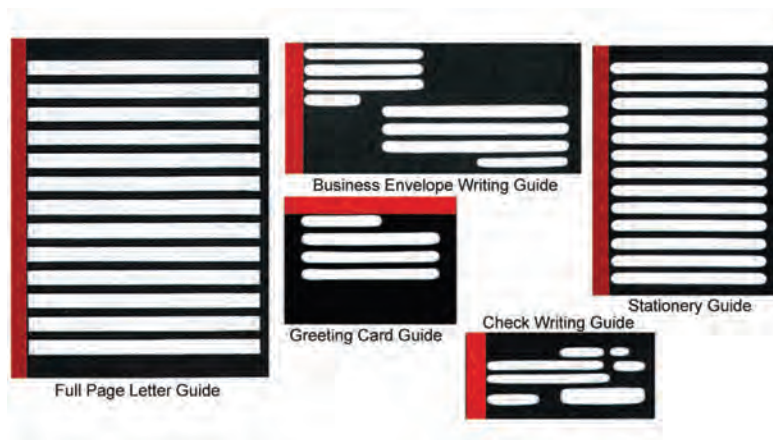 Business Envelope Writing Guide
Greeting Card Guide
Stationery Guide
Check Writing Guide
Full Page Letter Guide